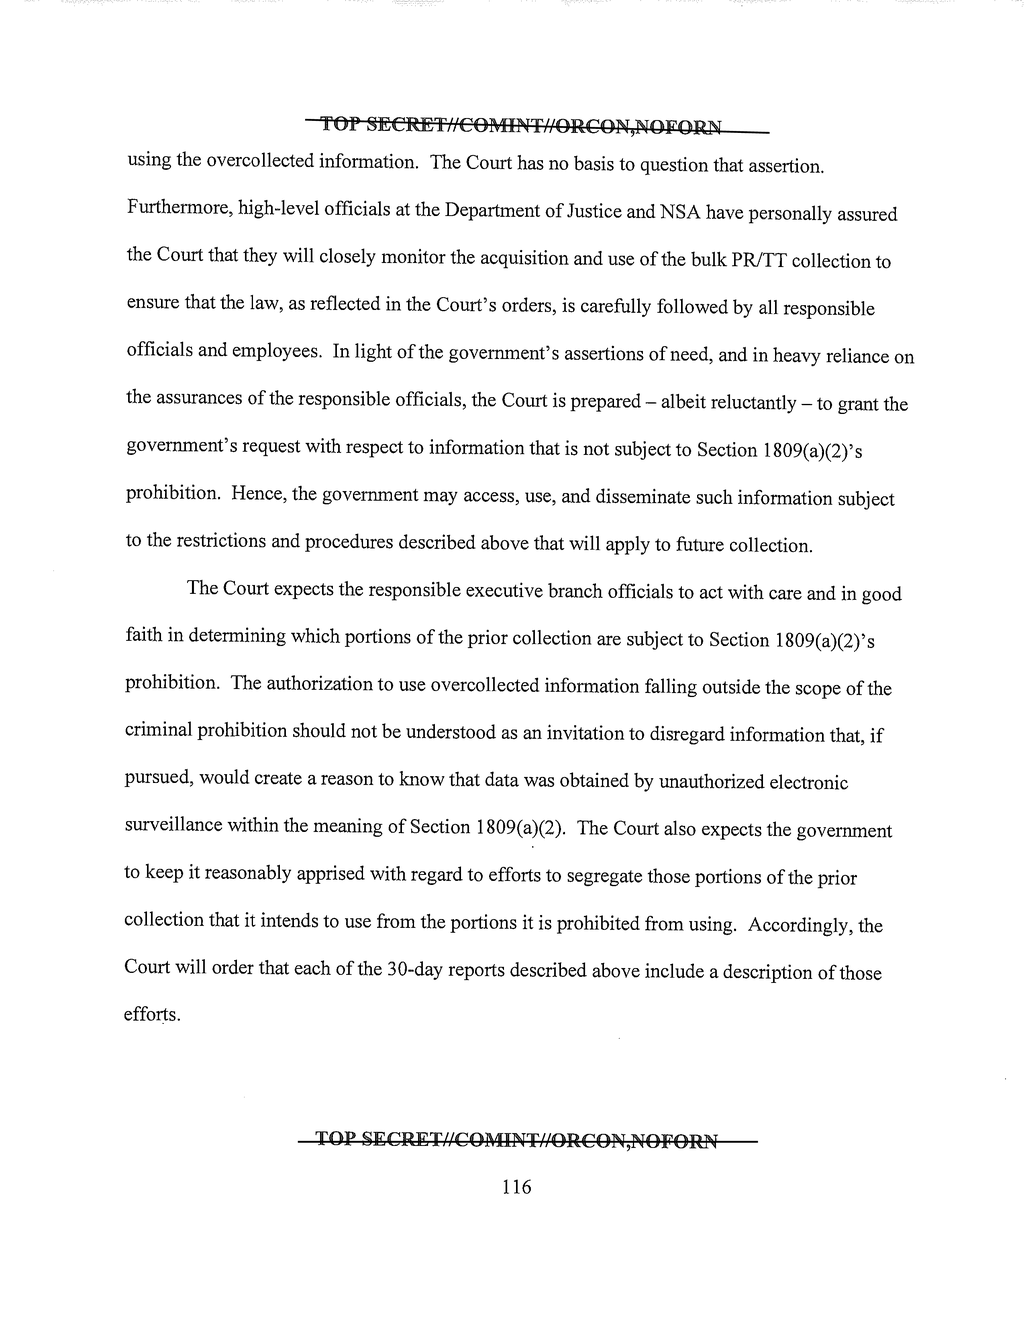 TOP SECRET//COMINT//ORCON,NOFORN
using the overcollected information. The Court has no basis to question that assertion.
Furthermore, high-level officials at the Department of Justice and NSA have personally assured
the Court that they will closely monitor the acquisition and use of the bulk PR/TT collection to
ensure that the law, as reflected in the Court's orders, is carefully followed by all responsible
officials and employees. In light of the government's assertions of need, and in heavy reliance on
the assurances of the responsible officials, the Court is prepared – albeit reluctantly – to grant the
government's request with respect to information that is not subject to Section 1809(a)(2)'s
prohibition. Hence, the government may access, use, and disseminate such information subject
to the restrictions and procedures described above that will apply to future collection.
The Court expects the responsible executive branch officials to act with care and in good
faith in determining which portions of the prior collection are subject to Section 1809(a)(2)'s
prohibition. The authorization to use overcollected information falling outside the scope of the
criminal prohibition should not be understood as an invitation to disregard information that, if
pursued, would create a reason to know that data was obtained by unauthorized electronic
surveillance within the meaning of Section 1809(a)(2). The Court also expects the government
to keep it reasonably apprised with regard to efforts to segregate those portions of the prior
collection that it intends to use from the portions it is prohibited from using. Accordingly, the
Court will order that each of the 30-day reports described above include a description of those
efforts.
TOP SECRET//COMINT//ORCON,NOFORN
116